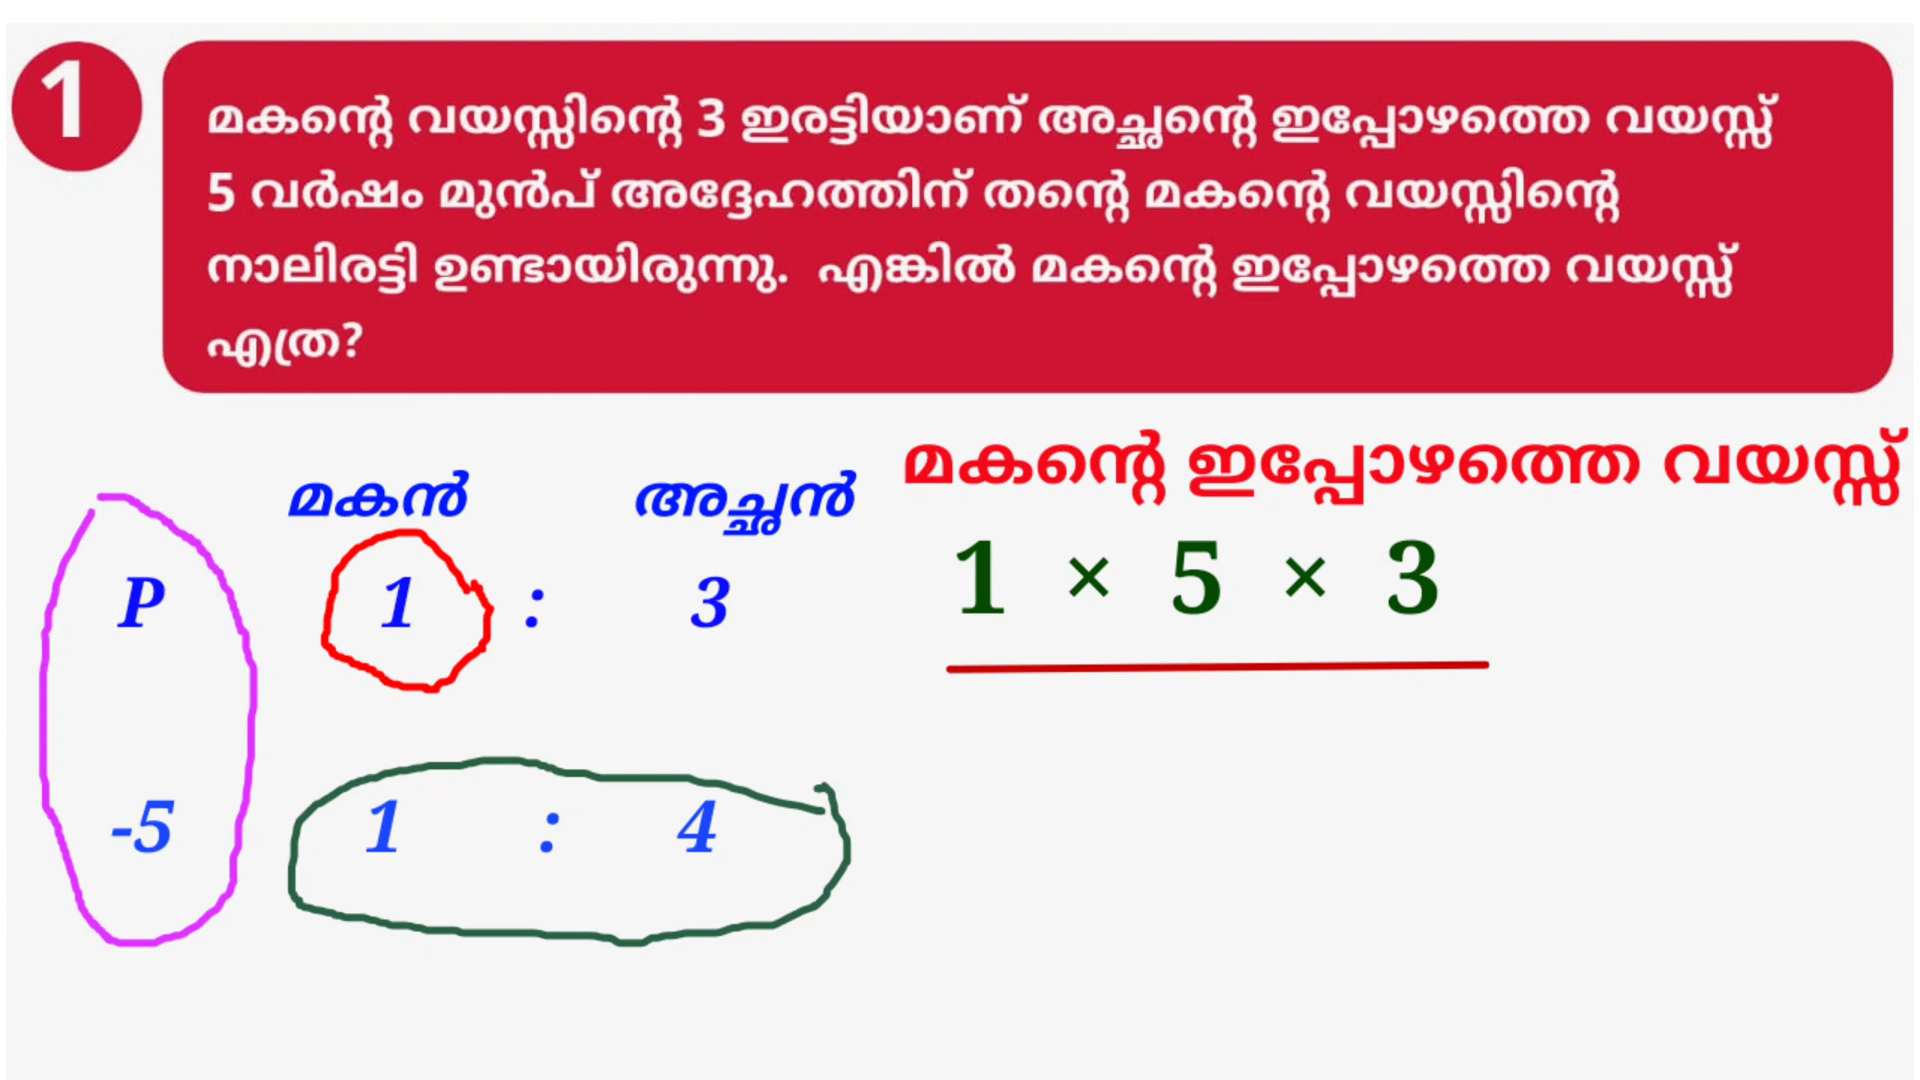 1
മകന്റെ വയസ്സിന്റെ 3 ഇരട്ടിയാണ് അച്ഛന്റെ ഇപ്പോഴത്തെ വയസ്സ്
5 വർഷം മുൻപ് അദ്ദേഹത്തിന് തന്റെ മകന്റെ വയസ്സിന്റെ
നാലിരട്ടി ഉണ്ടായിരുന്നു. എങ്കിൽ മകന്റെ ഇപ്പോഴത്തെ വയസ്സ്
എത്ര?
മകൻ അച്ഛൻ
P 1 : 3
-5 1 : 4
മകന്റെ ഇപ്പോഴത്തെ വയസ്സ്
1 × 5 × 3